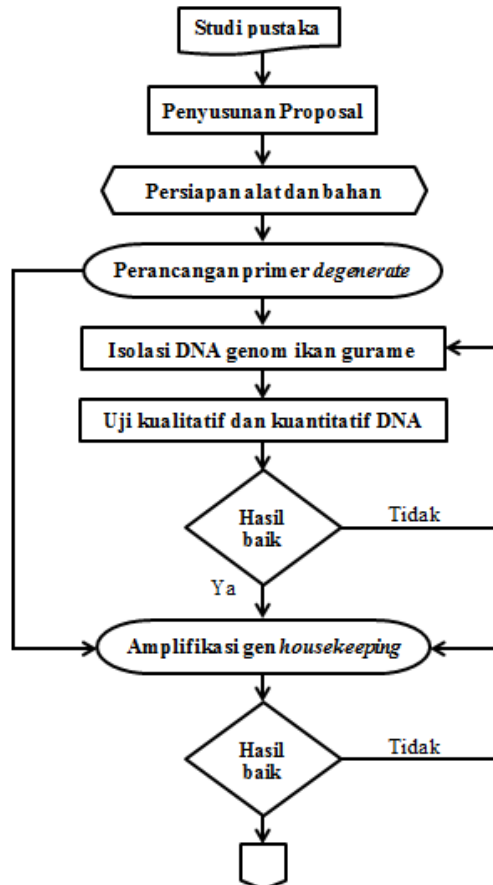 Studi pustaka
Penyusunan Proposal
Persiapan alat dan bahan
Perancangan primer degenerate
Isolasi DNA genom ikan gurame
Uji kualitatif dan kuantitatif DNA
Hasil
baik
Tidak
Ya
Amplifikasi gen housekeeping
Hasil
baik
Tidak